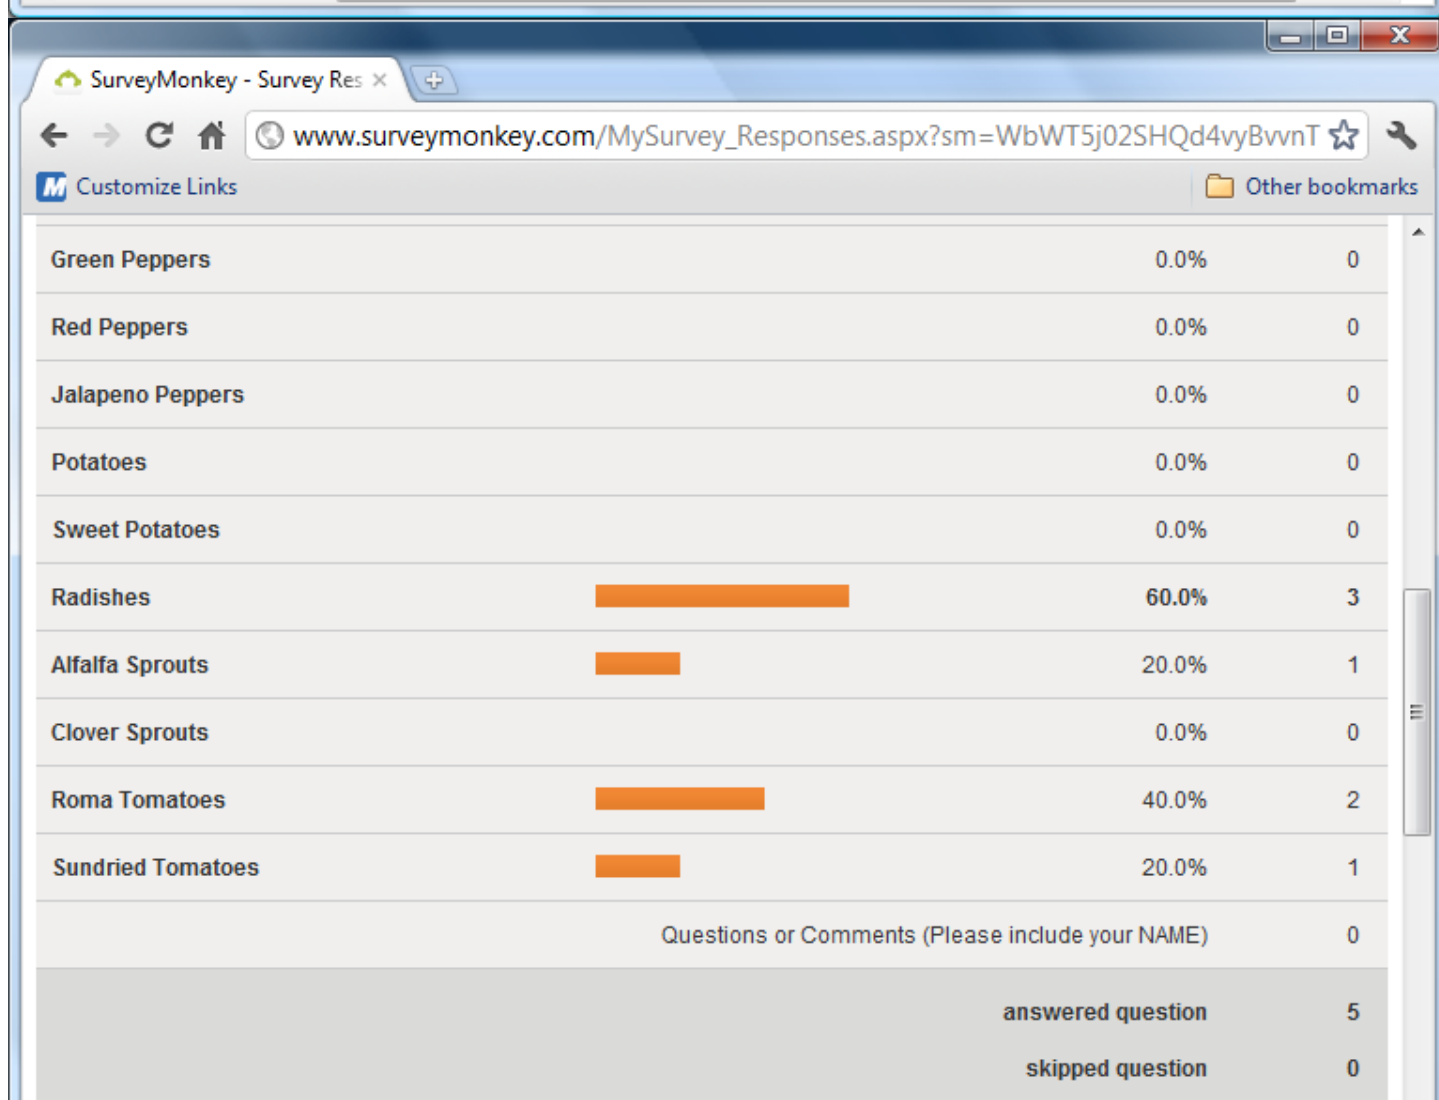 SurveyMonkey - Survey Res
www.surveymonkey.com/MySurvey_Responses.aspx?sm=WbWT5j02SHQd4vyBvvnT
M Customize Links Other bookmarks
Green Peppers 0.0% 0
Red Peppers 0.0% 0
Jalapeno Peppers 0.0% 0
Potatoes 0.0% 0
Sweet Potatoes 0.0% 0
Radishes 60.0% 3
Alfalfa Sprouts 20.0% 1
Clover Sprouts 0.0% 0
Roma Tomatoes 40.0% 2
Sundried Tomatoes 20.0% 1
Questions or Comments (Please include your NAME) 0
answered question 5
skipped question 0